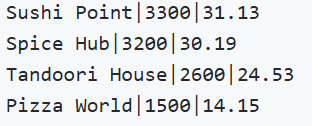 Sushi Point|3300|31.13
Spice Hub|3200|30.19
Tandoori House|2600|24.53
Pizza World|1500|14.15